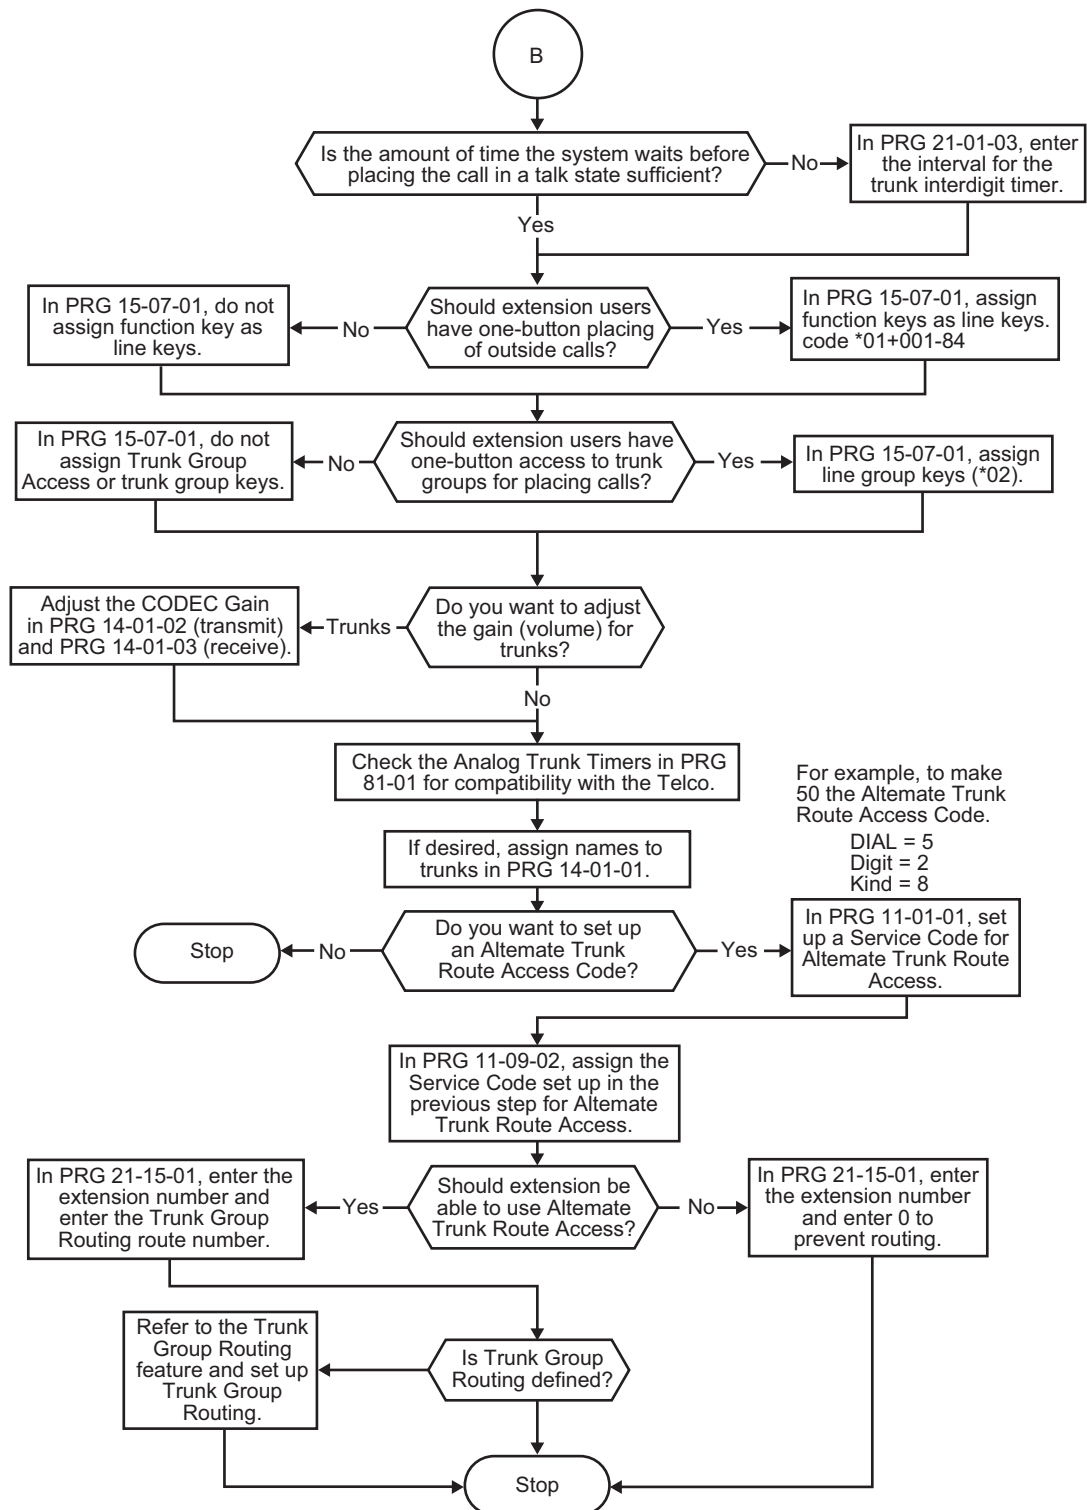 B
Is the amount of time the system waits before
placing the call in a talk state sufficient?
No
In PRG 21-01-03, enter
the interval for the
trunk interdigit timer.
Yes
In PRG 15-07-01, do not
assign function key as
line keys.
No
Should extension users
have one-button placing
of outside calls?
Yes
In PRG 15-07-01, assign
function keys as line keys.
code *01+001-84
In PRG 15-07-01, do not
assign Trunk Group
Access or trunk group keys.
No
Should extension users have
one-button access to trunk
groups for placing calls?
Yes
In PRG 15-07-01, assign
line group keys (*02).
Adjust the CODEC Gain
in PRG 14-01-02 (transmit)
and PRG 14-01-03 (receive).
Trunks
Do you want to adjust
the gain (volume) for
trunks?
No
Check the Analog Trunk Timers in PRG
81-01 for compatibility with the Telco.
For example, to make
50 the Altemate Trunk
Route Access Code.
DIAL = 5
Digit = 2
Kind = 8
If desired, assign names to
trunks in PRG 14-01-01.
Stop
No
Do you want to set up
an Alternate Trunk
Route Access Code?
Yes
In PRG 11-01-01, set
up a Service Code for
Altemate Trunk Route
Access.
In PRG 11-09-02, assign the
Service Code set up in the
previous step for Altemate
Trunk Route Access.
In PRG 21-15-01, enter the
extension number and
enter the Trunk Group
Routing route number.
Yes
Should extension be
able to use Altemate
Trunk Route Access?
No
In PRG 21-15-01, enter
the extension number
and enter 0 to
prevent routing.
Refer to the Trunk
Group Routing
feature and set up
Trunk Group
Routing.
Is Trunk Group
Routing defined?
Stop